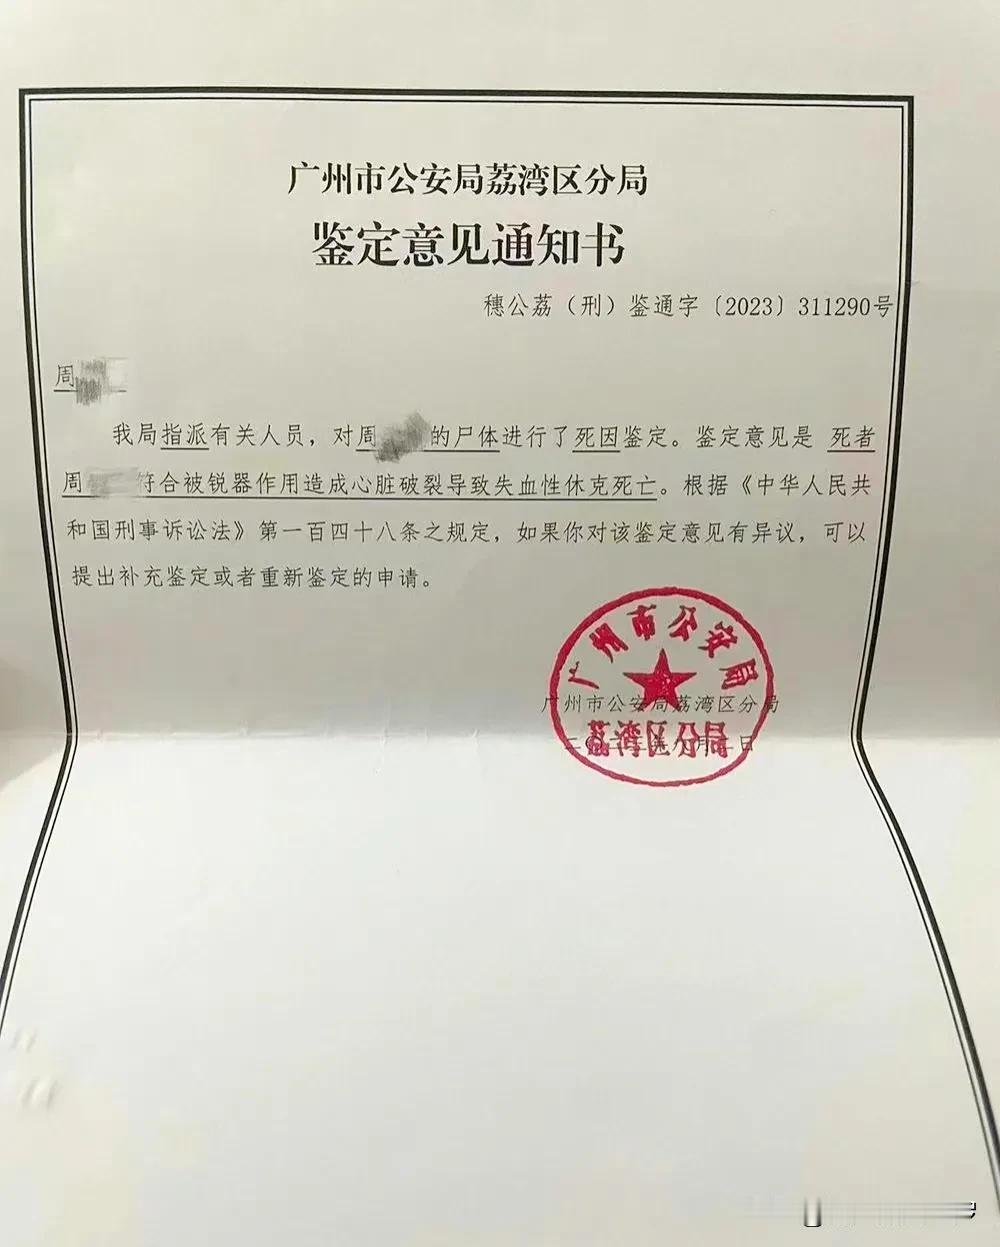 广州市公安局荔湾区分局
鉴定意见通知书
穗公荔（刑）鉴通字〔2023〕311290号
周
我局指派有关人员，对周 的尸体进行了死因鉴定。鉴定意见是 死者
周 符合被锐器作用造成心脏破裂导致失血性休克死亡。根据《中华人民共
和国刑事诉讼法》第一百四十八条之规定，如果你对该鉴定意见有异议，可以
提出补充鉴定或者重新鉴定的申请。
广州市公安局
广州市公安局荔湾区分局
荔湾区分局